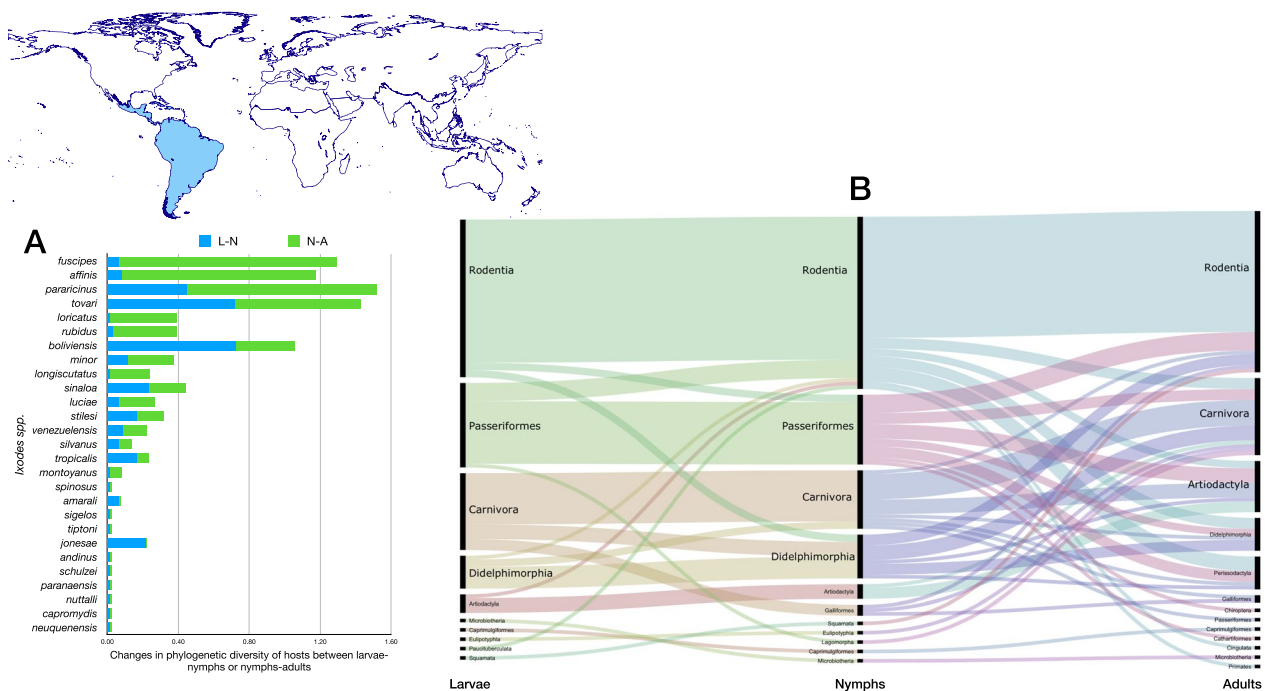 B
A
L-N
N-A
fuscipes
affinis
pararicinus
tovari
loricatus
rubidus
boliviensis
minor
longiscutatus
sinaloa
luciae
stilesi
venezuelensis
silvanus
tropicalis
montoyanus
spinosus
amarali
sigelos
tiptoni
jonesae
andinus
schulzei
paranaensis
nuttalli
capromydis
neuquenensis
Ixodes spp.
0.00
0.40
0.80
1.20
1.60
Changes in phylogenetic diversity of hosts between larvae-
nymphs or nymphs-adults
Rodentia
Passeriformes
Carnivora
Didelphimorphia
Artiodactyla
Microbiotheria
Caprimulgiformes
Eulipotyphla
Paucituberculata
Squamata
Larvae
Rodentia
Passeriformes
Carnivora
Didelphimorphia
Artiodactyla
Galliformes
Squamata
Eulipotyphla
Lagomorpha
Caprimulgiformes
Microbiotheria
Nymphs
Rodentia
Carnivora
Artiodactyla
Didelphimorphia
Perissodactyla
Galliformes
Chiroptera
Passeriformes
Caprimulgiformes
Cathartiformes
Cingulata
Microbiotheria
Primates
Adults